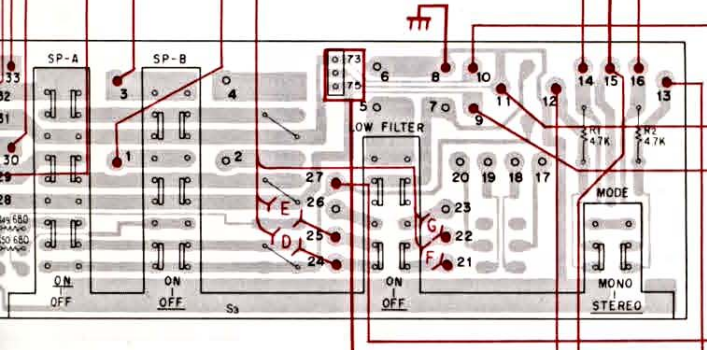 SP-A
SP-B
73
75
33
32
31
30
29
28
3
4
6
8
10
14
15
16
5
7
11
12
13
9
LOW FILTER
R1
4.7K
R2
4.7K
1
2
27
26
25
24
20
19
18
17
23
22
21
E
D
G
F
MODE
680
680
ON
OFF
ON
OFF
ON
OFF
MONO
STEREO
S3